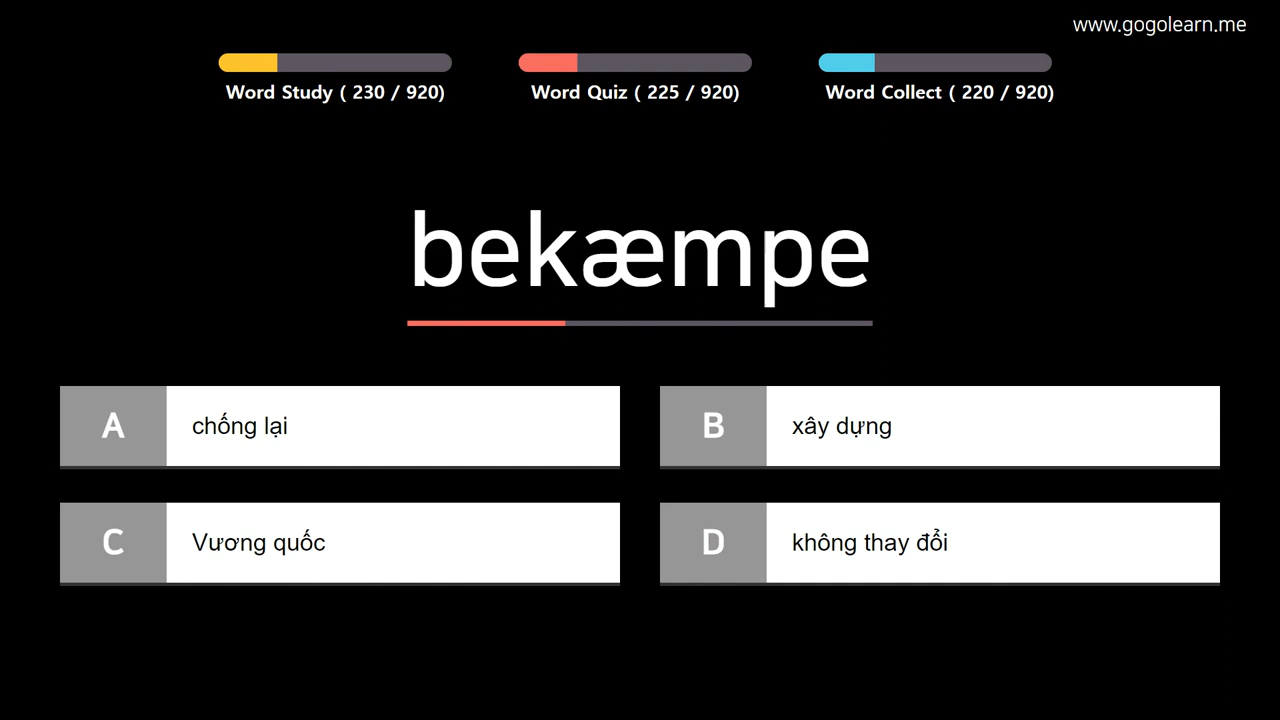 www.gogolearn.me
Word Study ( 230 / 920)
Word Quiz ( 225 / 920)
Word Collect ( 220 / 920)
bekæmpe
A chống lại
B xây dựng
C Vương quốc
D không thay đổi